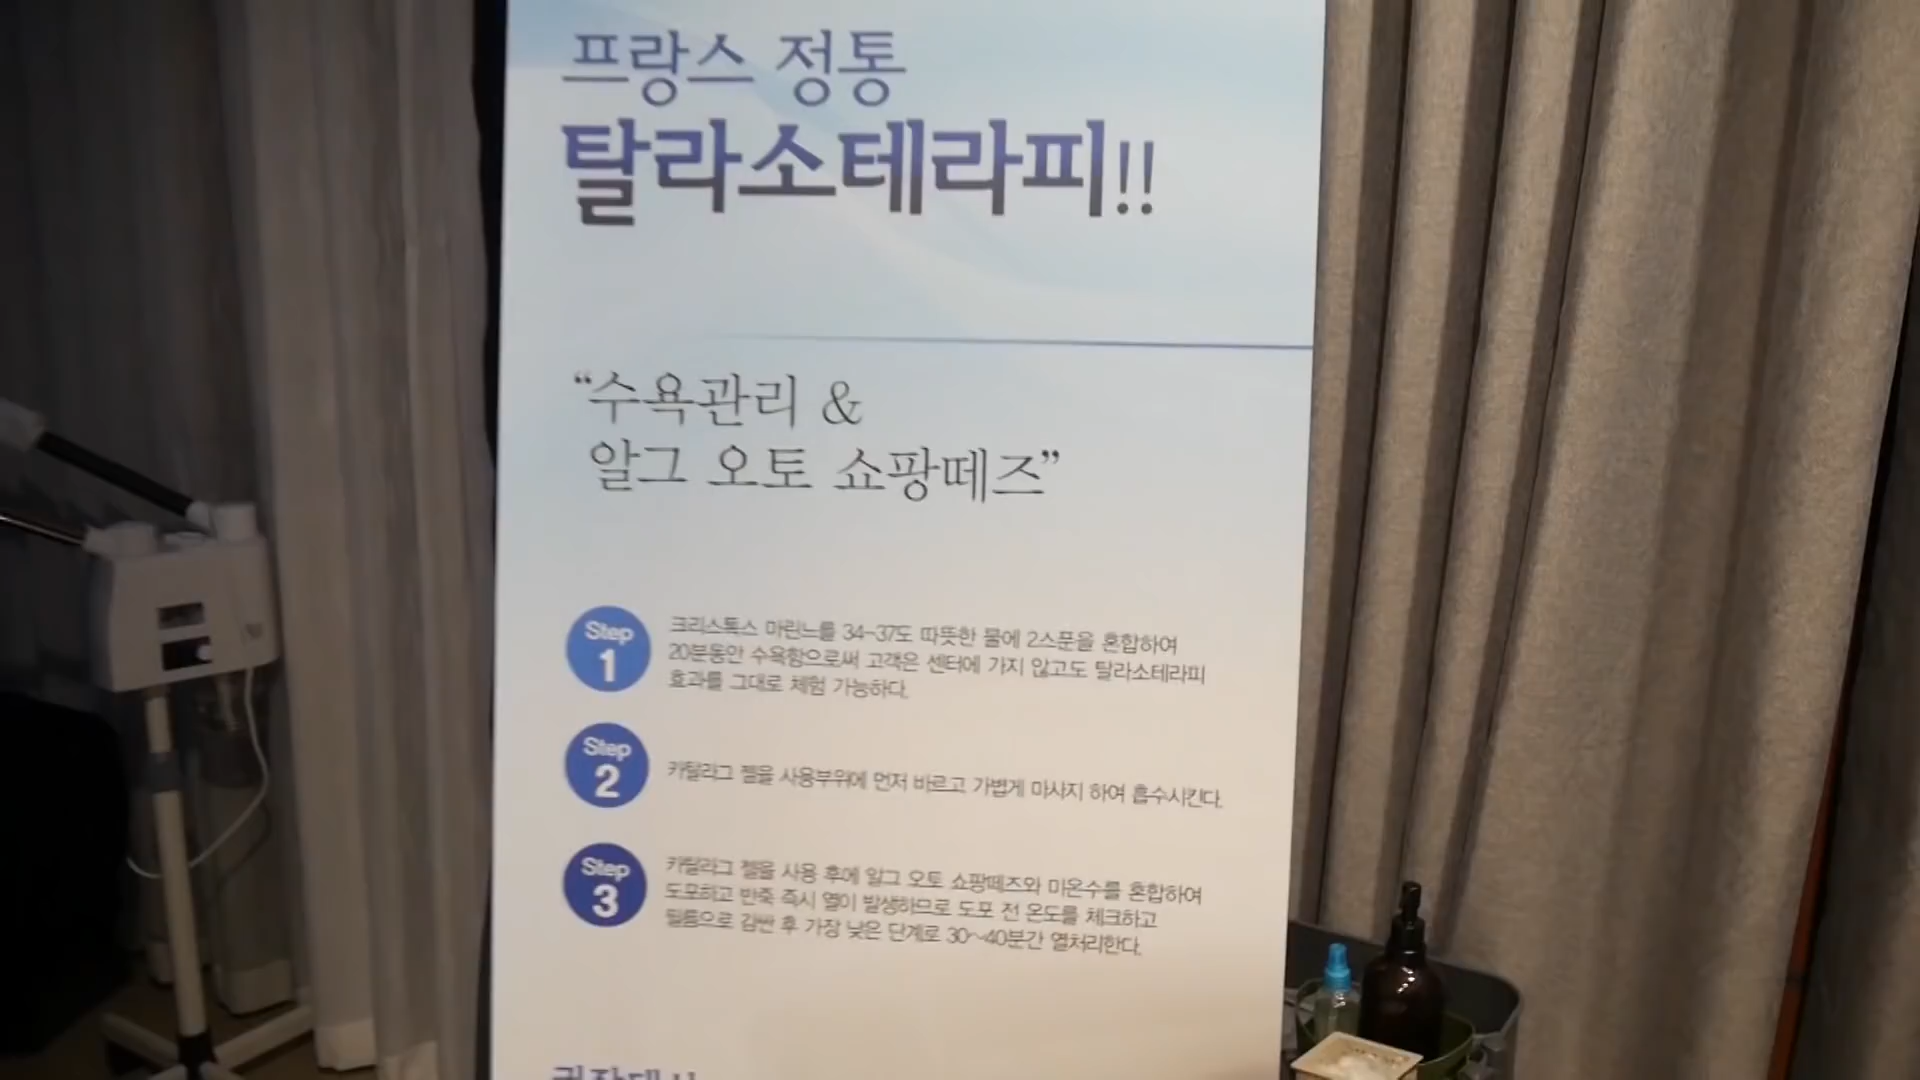 프랑스 정통
탈라소테라피!!
“수욕관리 &
알그 오토 쇼팡떼즈”
Step
1
크리스톡스 마린느를 34~37도 따뜻한 물에 2스푼을 혼합하여
20분동안 수욕함으로써 고객은 센터에 가지 않고도 탈라소테라피
효과를 그대로 체험 가능하다.
Step
2
카탈라그 젤을 사용부위에 먼저 바르고 가볍게 마사지 하여 흡수시킨다.
Step
3
카탈라그 젤을 사용 후에 알그 오토 쇼팡떼즈와 미온수를 혼합하여
도포하고 반죽 즉시 열이 발생하므로 도포 전 온도를 체크하고
필름으로 감싼 후 가장 낮은 단계로 30~40분간 열처리한다.